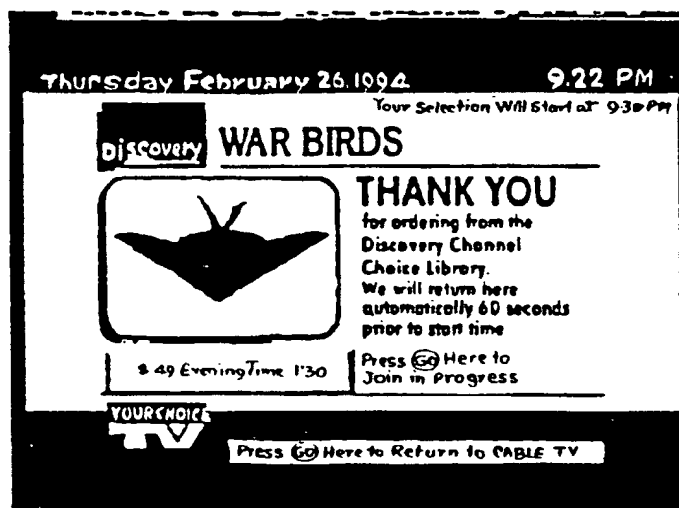 Thursday February 26.1994 9.22 PM
Your Selection Will Start at 9:30 PM
Discovery WAR BIRDS
THANK YOU
for ordering from the
Discovery Channel
Choice Library.
We will return here
automatically 60 seconds
prior to start time
$ 49 Evening Time 1'30
Press GO Here to
Join in Progress
YOUR CHOICE
TV
Press GO Here to Return to CABLE TV